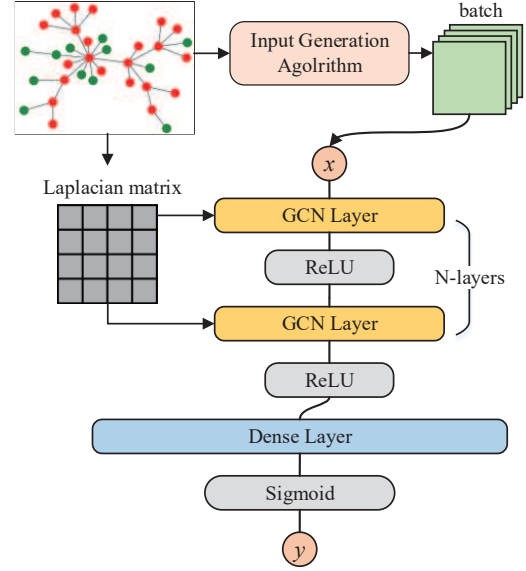 batch
Input Generation
Agolrithm
x
Laplacian matrix
GCN Layer
ReLU
N-layers
GCN Layer
ReLU
Dense Layer
Sigmoid
y